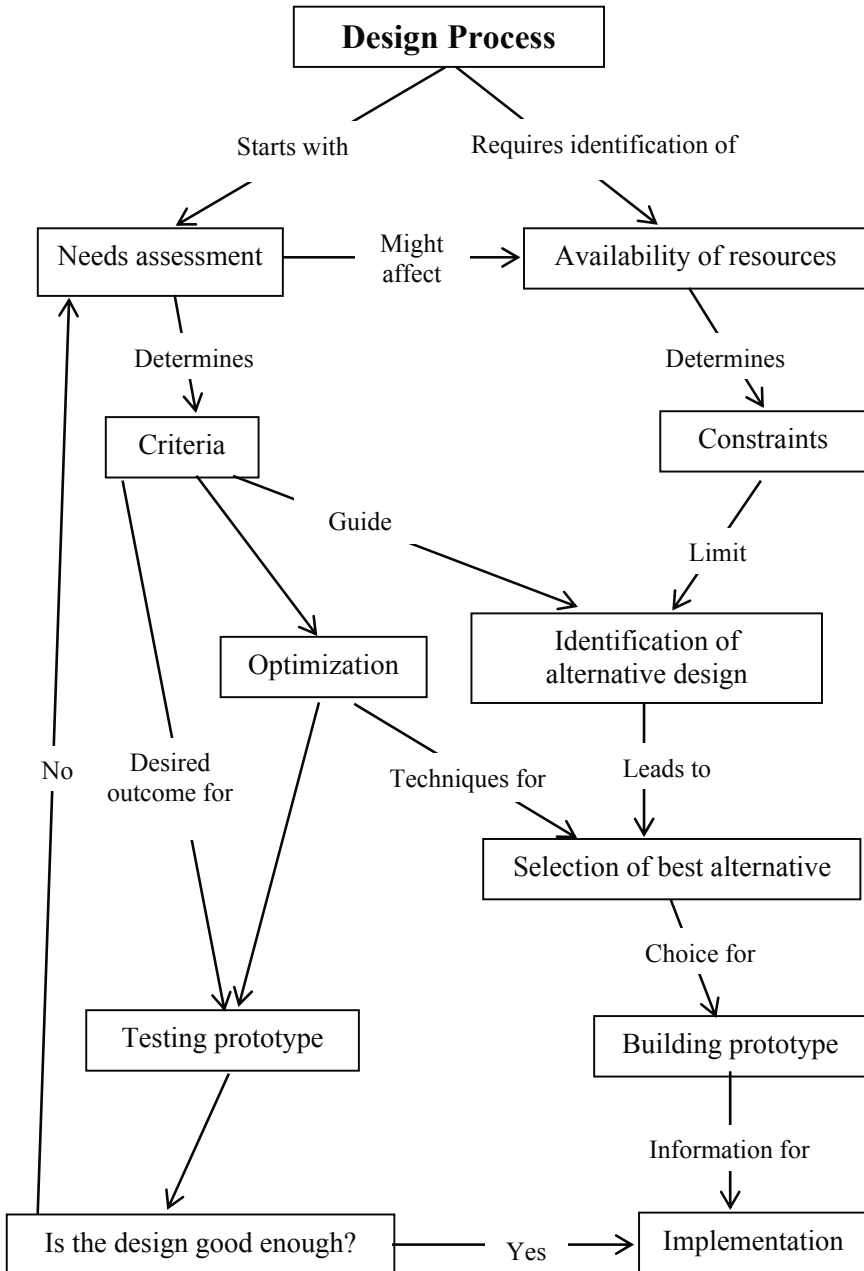 Design Process
Starts with
Requires identification of
Needs assessment
Might
affect
Availability of resources
Determines
Determines
Criteria
Constraints
Guide
Limit
Optimization
Identification of
alternative design
No
Desired
outcome for
Techniques for
Leads to
Selection of best alternative
Choice for
Testing prototype
Building prototype
Information for
Is the design good enough?
Yes
Implementation